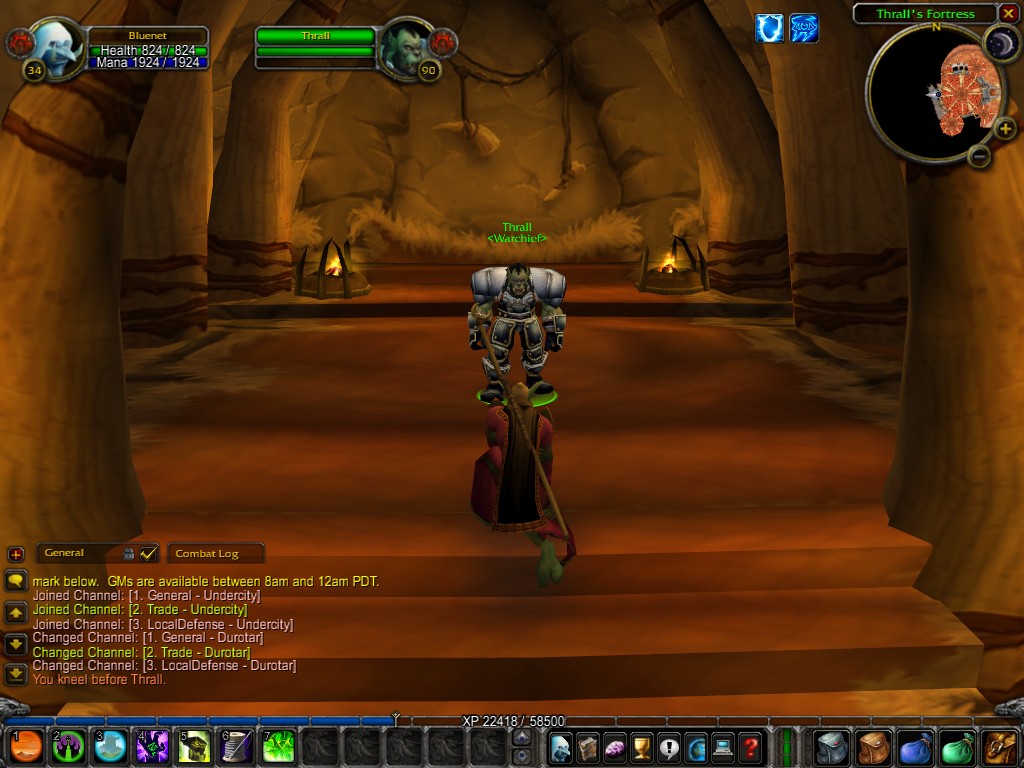 Bluenet
Health 824 / 824
Mana 1924 / 1924
34
Thrall
90
Thrall's Fortress
N
Thrall
<Warchief>
General
Combat Log
mark below. GMs are available between 8am and 12am PDT.
Joined Channel: [1. General - Undercity]
Joined Channel: [2. Trade - Undercity]
Joined Channel: [3. LocalDefense - Undercity]
Changed Channel: [1. General - Durotar]
Changed Channel: [2. Trade - Durotar]
Changed Channel: [3. LocalDefense - Durotar]
You kneel before Thrall.
XP 22418 / 58500
1 2 3 4 5 6 7